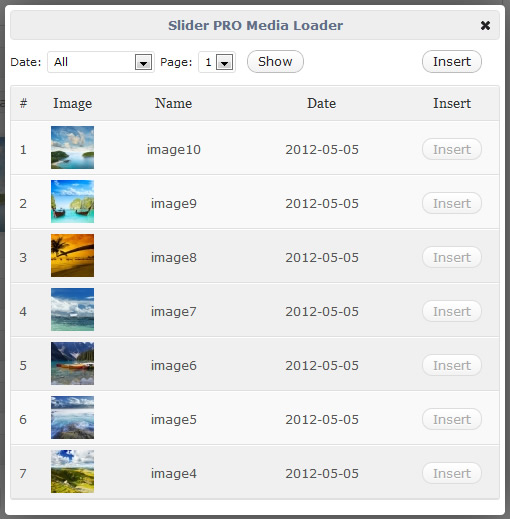 Slider PRO Media Loader ✖
Date: All Page: 1 Show Insert
# Image Name Date Insert
1 image10 2012-05-05 Insert
2 image9 2012-05-05 Insert
3 image8 2012-05-05 Insert
4 image7 2012-05-05 Insert
5 image6 2012-05-05 Insert
6 image5 2012-05-05 Insert
7 image4 2012-05-05 Insert